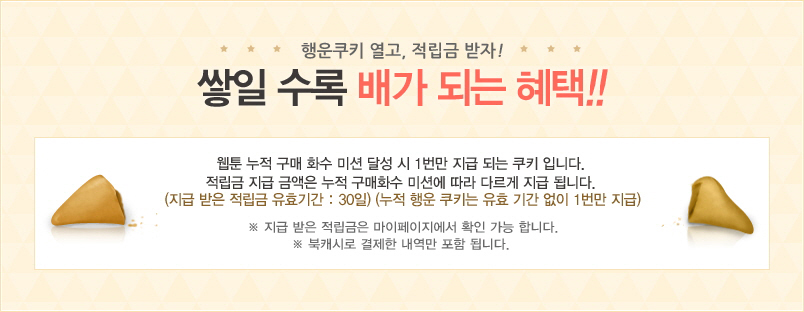 행운쿠키 열고, 적립금 받자!
쌓일 수록 배가 되는 혜택!!
웹툰 누적 구매 화수 미션 달성 시 1번만 지급 되는 쿠키 입니다.
적립금 지급 금액은 누적 구매화수 미션에 따라 다르게 지급 됩니다.
(지급 받은 적립금 유효기간 : 30일) (누적 행운 쿠키는 유효 기간 없이 1번만 지급)
※ 지급 받은 적립금은 마이페이지에서 확인 가능 합니다.
※ 북캐시로 결제한 내역만 포함 됩니다.